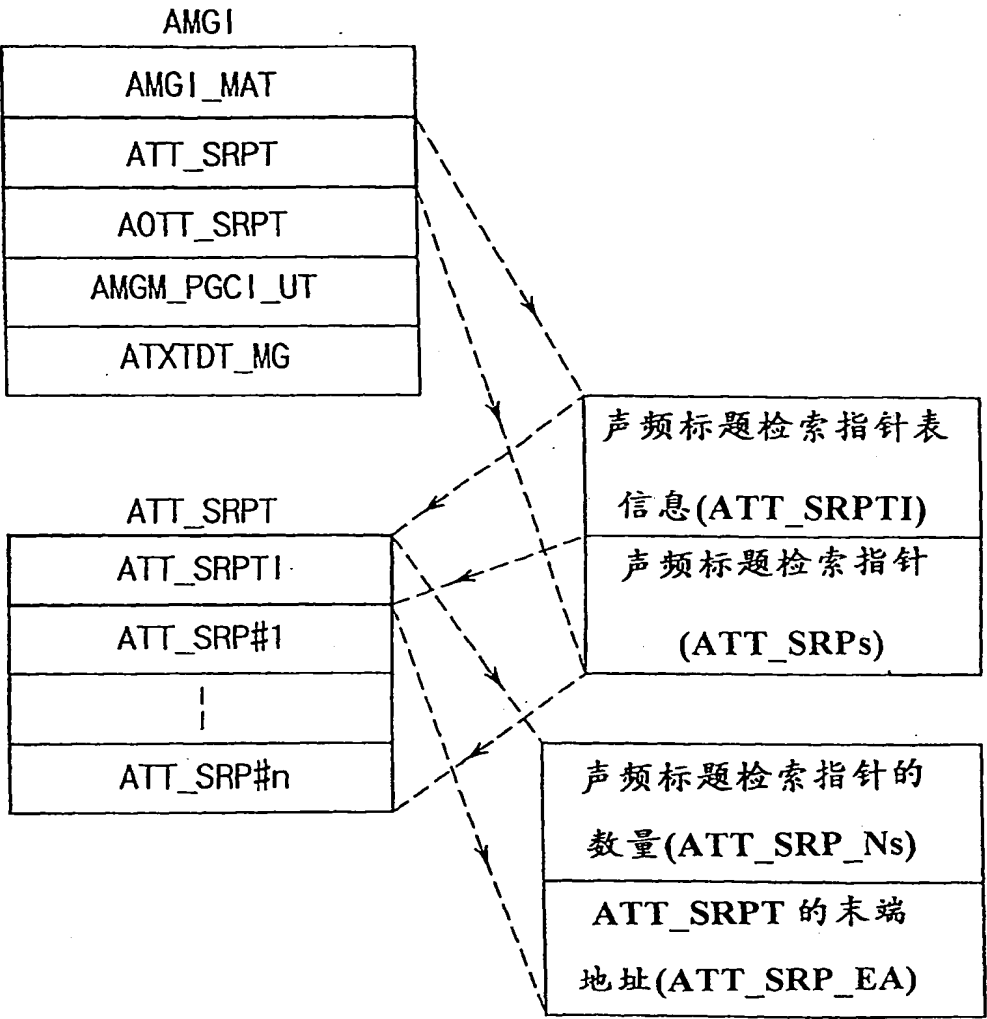 AMGI
AMGI_MAT
ATT_SRPT
AOTT_SRPT
AMGM_PGCI_UT
ATXTDT_MG
声频标题检索指针表
信息(ATT_SRPTI)
声频标题检索指针
(ATT_SRPs)
ATT_SRPT
ATT_SRPTI
ATT_SRP#1
ATT_SRP#n
声频标题检索指针的
数量(ATT_SRP_Ns)
ATT_SRPT 的末端
地址(ATT_SRP_EA)